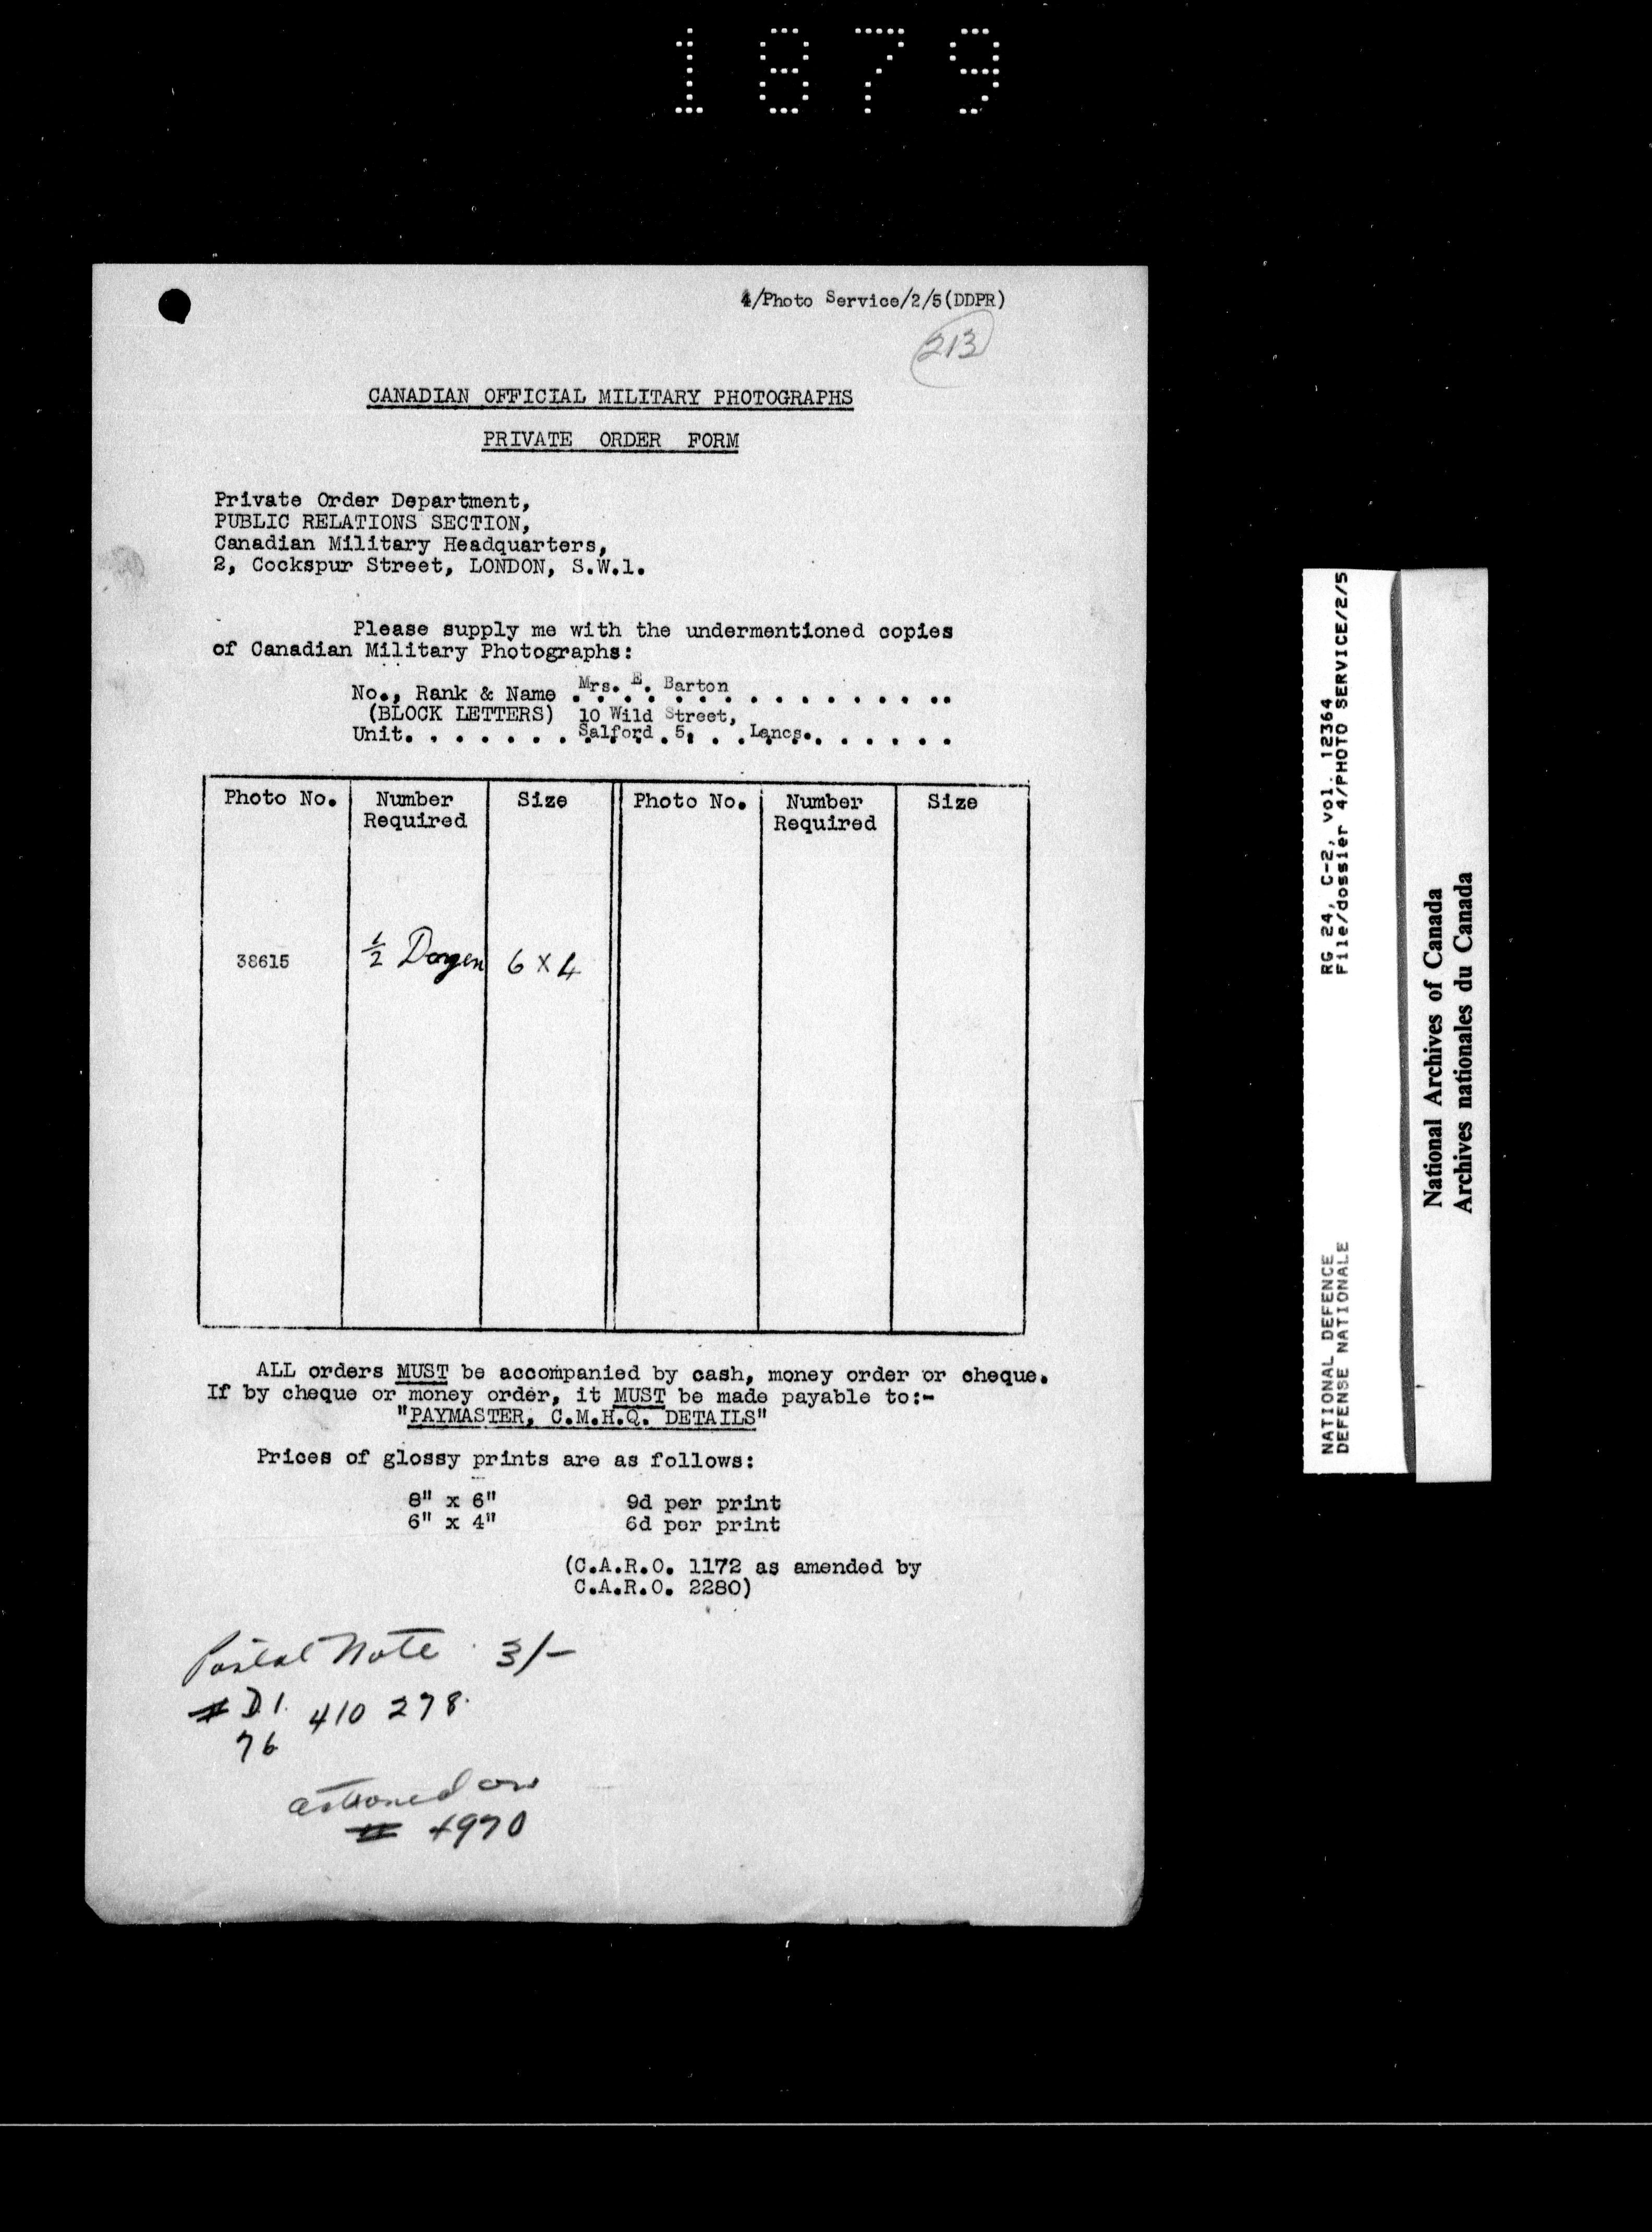 1879
4/Photo Service/2/5(DDPR)
213
CANADIAN OFFICIAL MILITARY PHOTOGRAPHS
PRIVATE ORDER FORM
Private Order Department,
PUBLIC RELATIONS SECTION,
Canadian Military Headquarters,
2, Cockspur Street, LONDON, S.W.1.
Please supply me with the undermentioned copies
of Canadian Military Photographs:
No., Rank & Name Mrs. E. Barton
(BLOCK LETTERS) 10 Wild Street,
Unit. . . . . . . . Salford 5, Lancs.
Photo No. Number Required Size Photo No. Number Required Size
38615 ½ Dozen 6 X 4
ALL orders MUST be accompanied by cash, money order or cheque.
If by cheque or money order, it MUST be made payable to:-
"PAYMASTER, C.M.H.Q. DETAILS"
Prices of glossy prints are as follows:
8" x 6" 9d per print
6" x 4" 6d per print
(C.A.R.O. 1172 as amended by
C.A.R.O. 2280)
Postal Note 3/-
# D1. 410 278.
76
actioned on
# 4970
RG 24, C-2, vol. 12364
File/dossier 4/PHOTO SERVICE/2/5
NATIONAL DEFENCE
DEFENSE NATIONALE
National Archives of Canada
Archives nationales du Canada